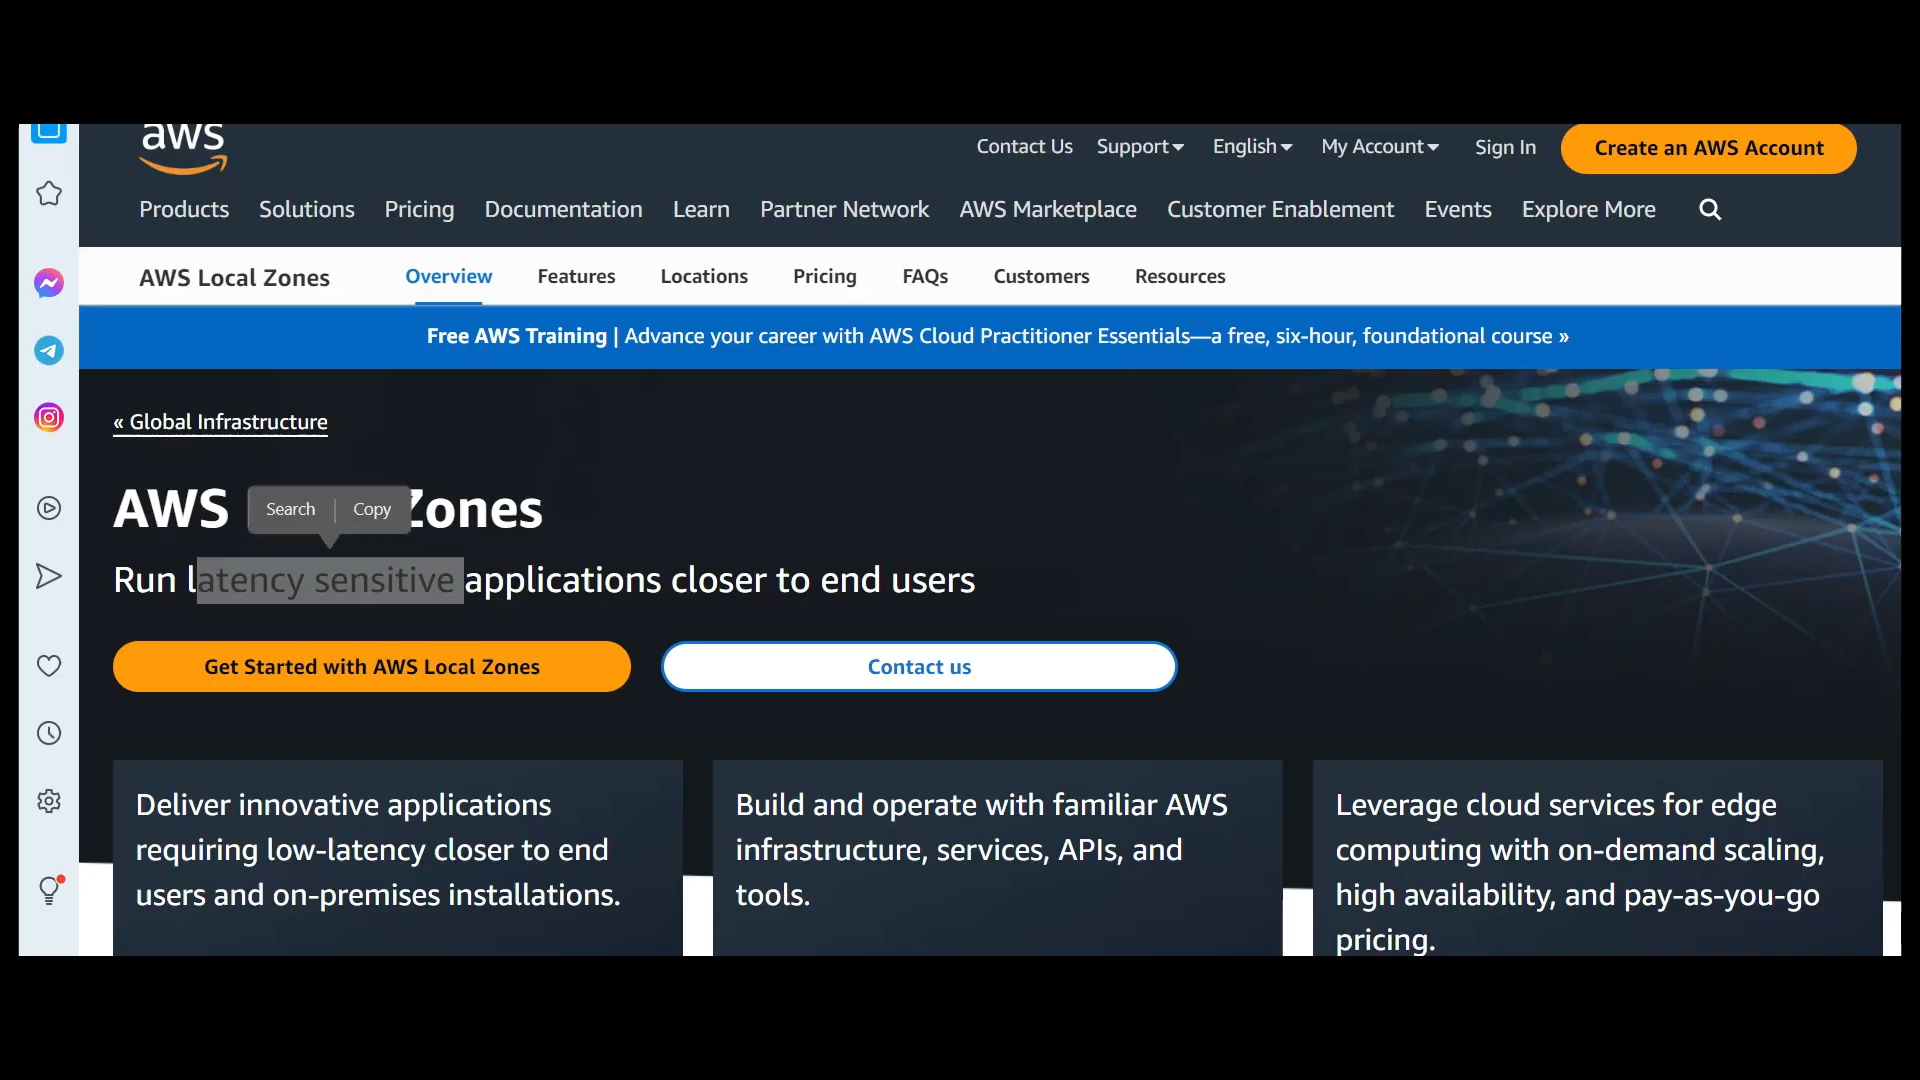 aws
Contact Us Support English My Account Sign In Create an AWS Account
Products Solutions Pricing Documentation Learn Partner Network AWS Marketplace Customer Enablement Events Explore More
AWS Local Zones Overview Features Locations Pricing FAQs Customers Resources
Free AWS Training | Advance your career with AWS Cloud Practitioner Essentials—a free, six-hour, foundational course »
« Global Infrastructure
AWS Zones
Search Copy
Run latency sensitive applications closer to end users
Get Started with AWS Local Zones Contact us
Deliver innovative applications
requiring low-latency closer to end
users and on-premises installations.
Build and operate with familiar AWS
infrastructure, services, APIs, and
tools.
Leverage cloud services for edge
computing with on-demand scaling,
high availability, and pay-as-you-go
pricing.